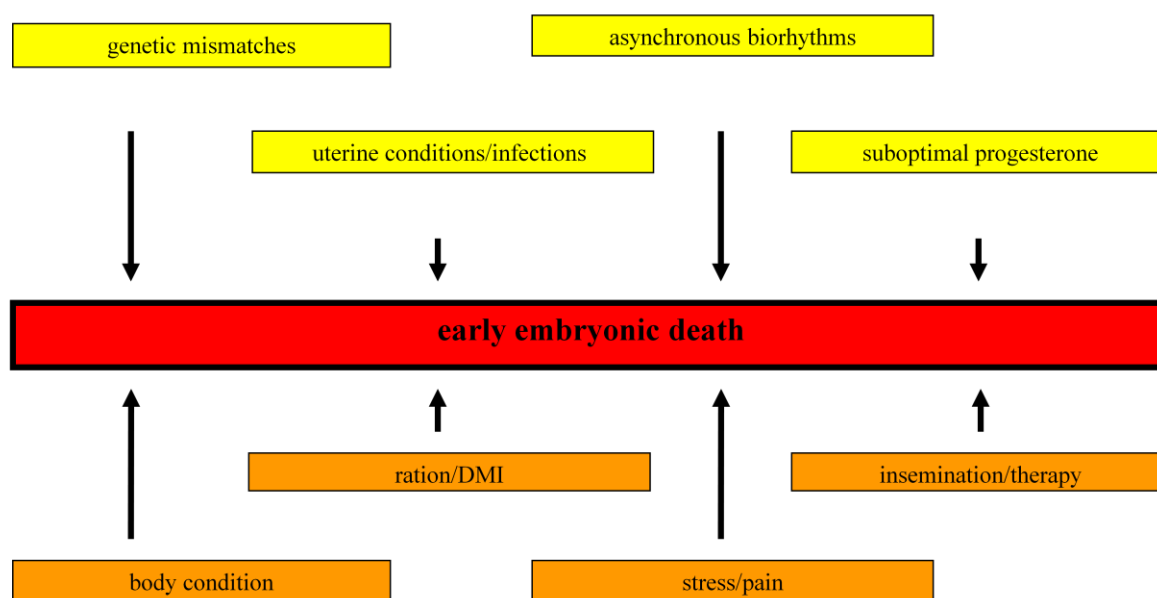 genetic mismatches
asynchronous biorhythms
uterine conditions/infections
suboptimal progesterone
early embryonic death
ration/DMI
insemination/therapy
body condition
stress/pain